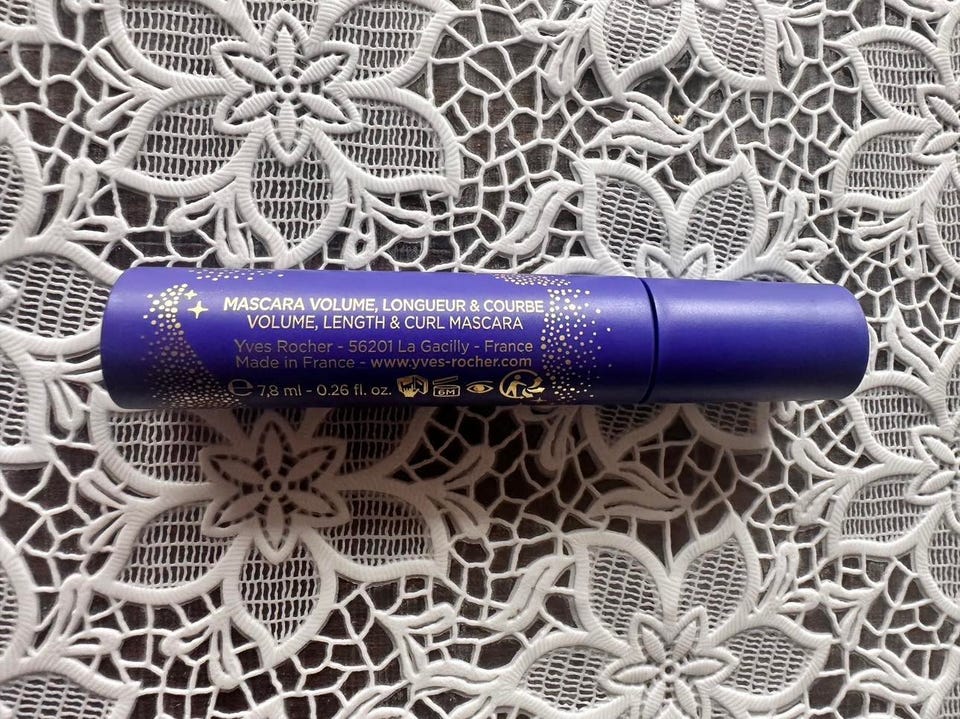 MASCARA VOLUME, LONGUEUR & COURBE
VOLUME, LENGTH & CURL MASCARA
Yves Rocher - 56201 La Gacilly - France
Made in France - www.yves-rocher.com
℮ 7,8 ml - 0.26 fl. oz. 6M